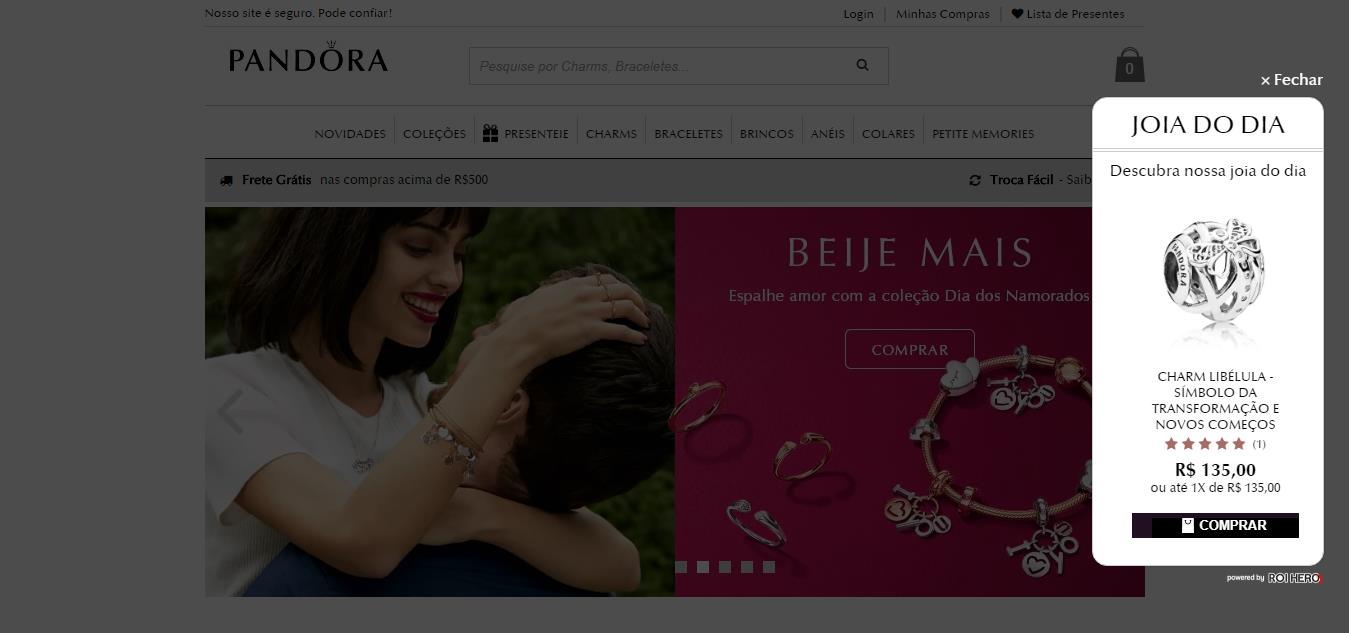 Nosso site é seguro. Pode confiar!
Login
Minhas Compras
Lista de Presentes
PANDÖRA
Pesquise por Charms, Braceletes...
0
× Fechar
NOVIDADES
COLEÇÕES
PRESENTEIE
CHARMS
BRACELETES
BRINCOS
ANÉIS
COLARES
PETITE MEMORIES
Frete Grátis nas compras acima de R$500
Troca Fácil - Saib
BEIJE MAIS
Espalhe amor com a coleção Dia dos Namorados
COMPRAR
JOIA DO DIA
Descubra nossa joia do dia
PANDORA
CHARM LIBÉLULA -
SÍMBOLO DA
TRANSFORMAÇÃO E
NOVOS COMEÇOS
(1)
R$ 135,00
ou até 1X de R$ 135,00
COMPRAR
powered by ROI HERO